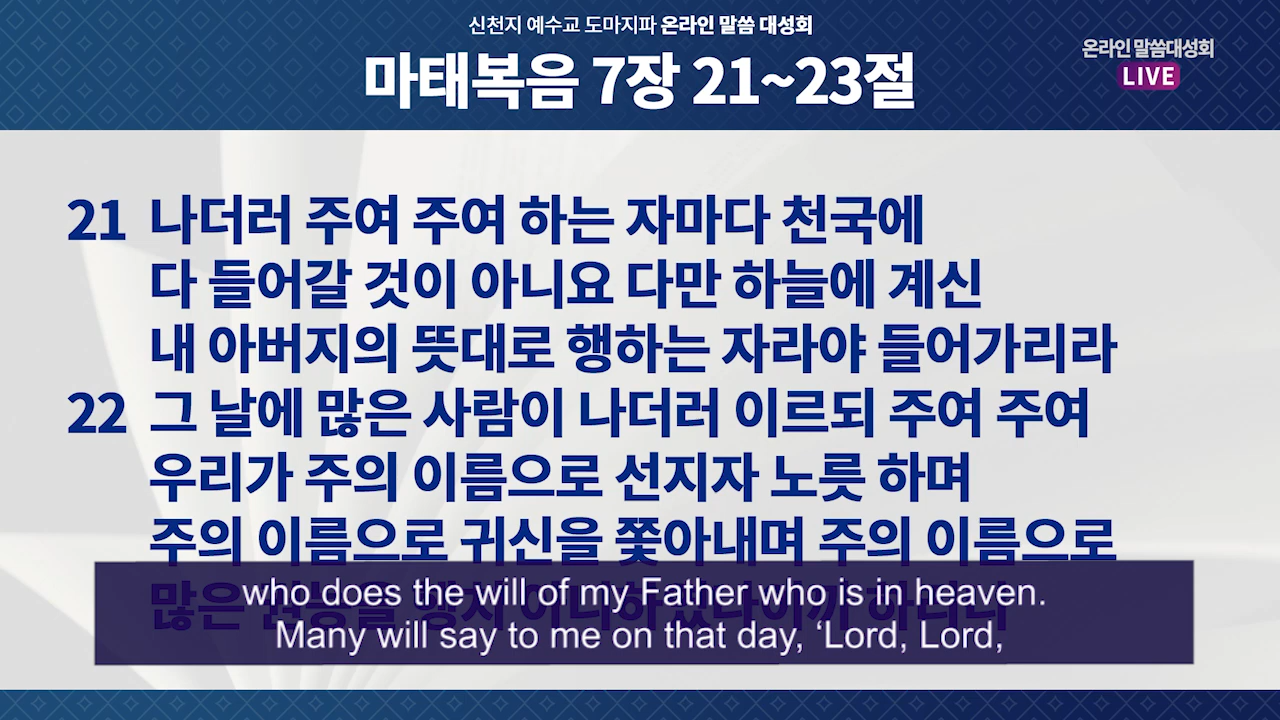 신천지 예수교 도마지파 온라인 말씀 대성회
마태복음 7장 21~23절
온라인 말씀대성회
LIVE
21 나더러 주여 주여 하는 자마다 천국에
다 들어갈 것이 아니요 다만 하늘에 계신
내 아버지의 뜻대로 행하는 자라야 들어가리라
22 그 날에 많은 사람이 나더러 이르되 주여 주여
우리가 주의 이름으로 선지자 노릇 하며
주의 이름으로 귀신을 쫓아내며 주의 이름으로
많은
who does the will of my Father who is in heaven.
Many will say to me on that day, ‘Lord, Lord,